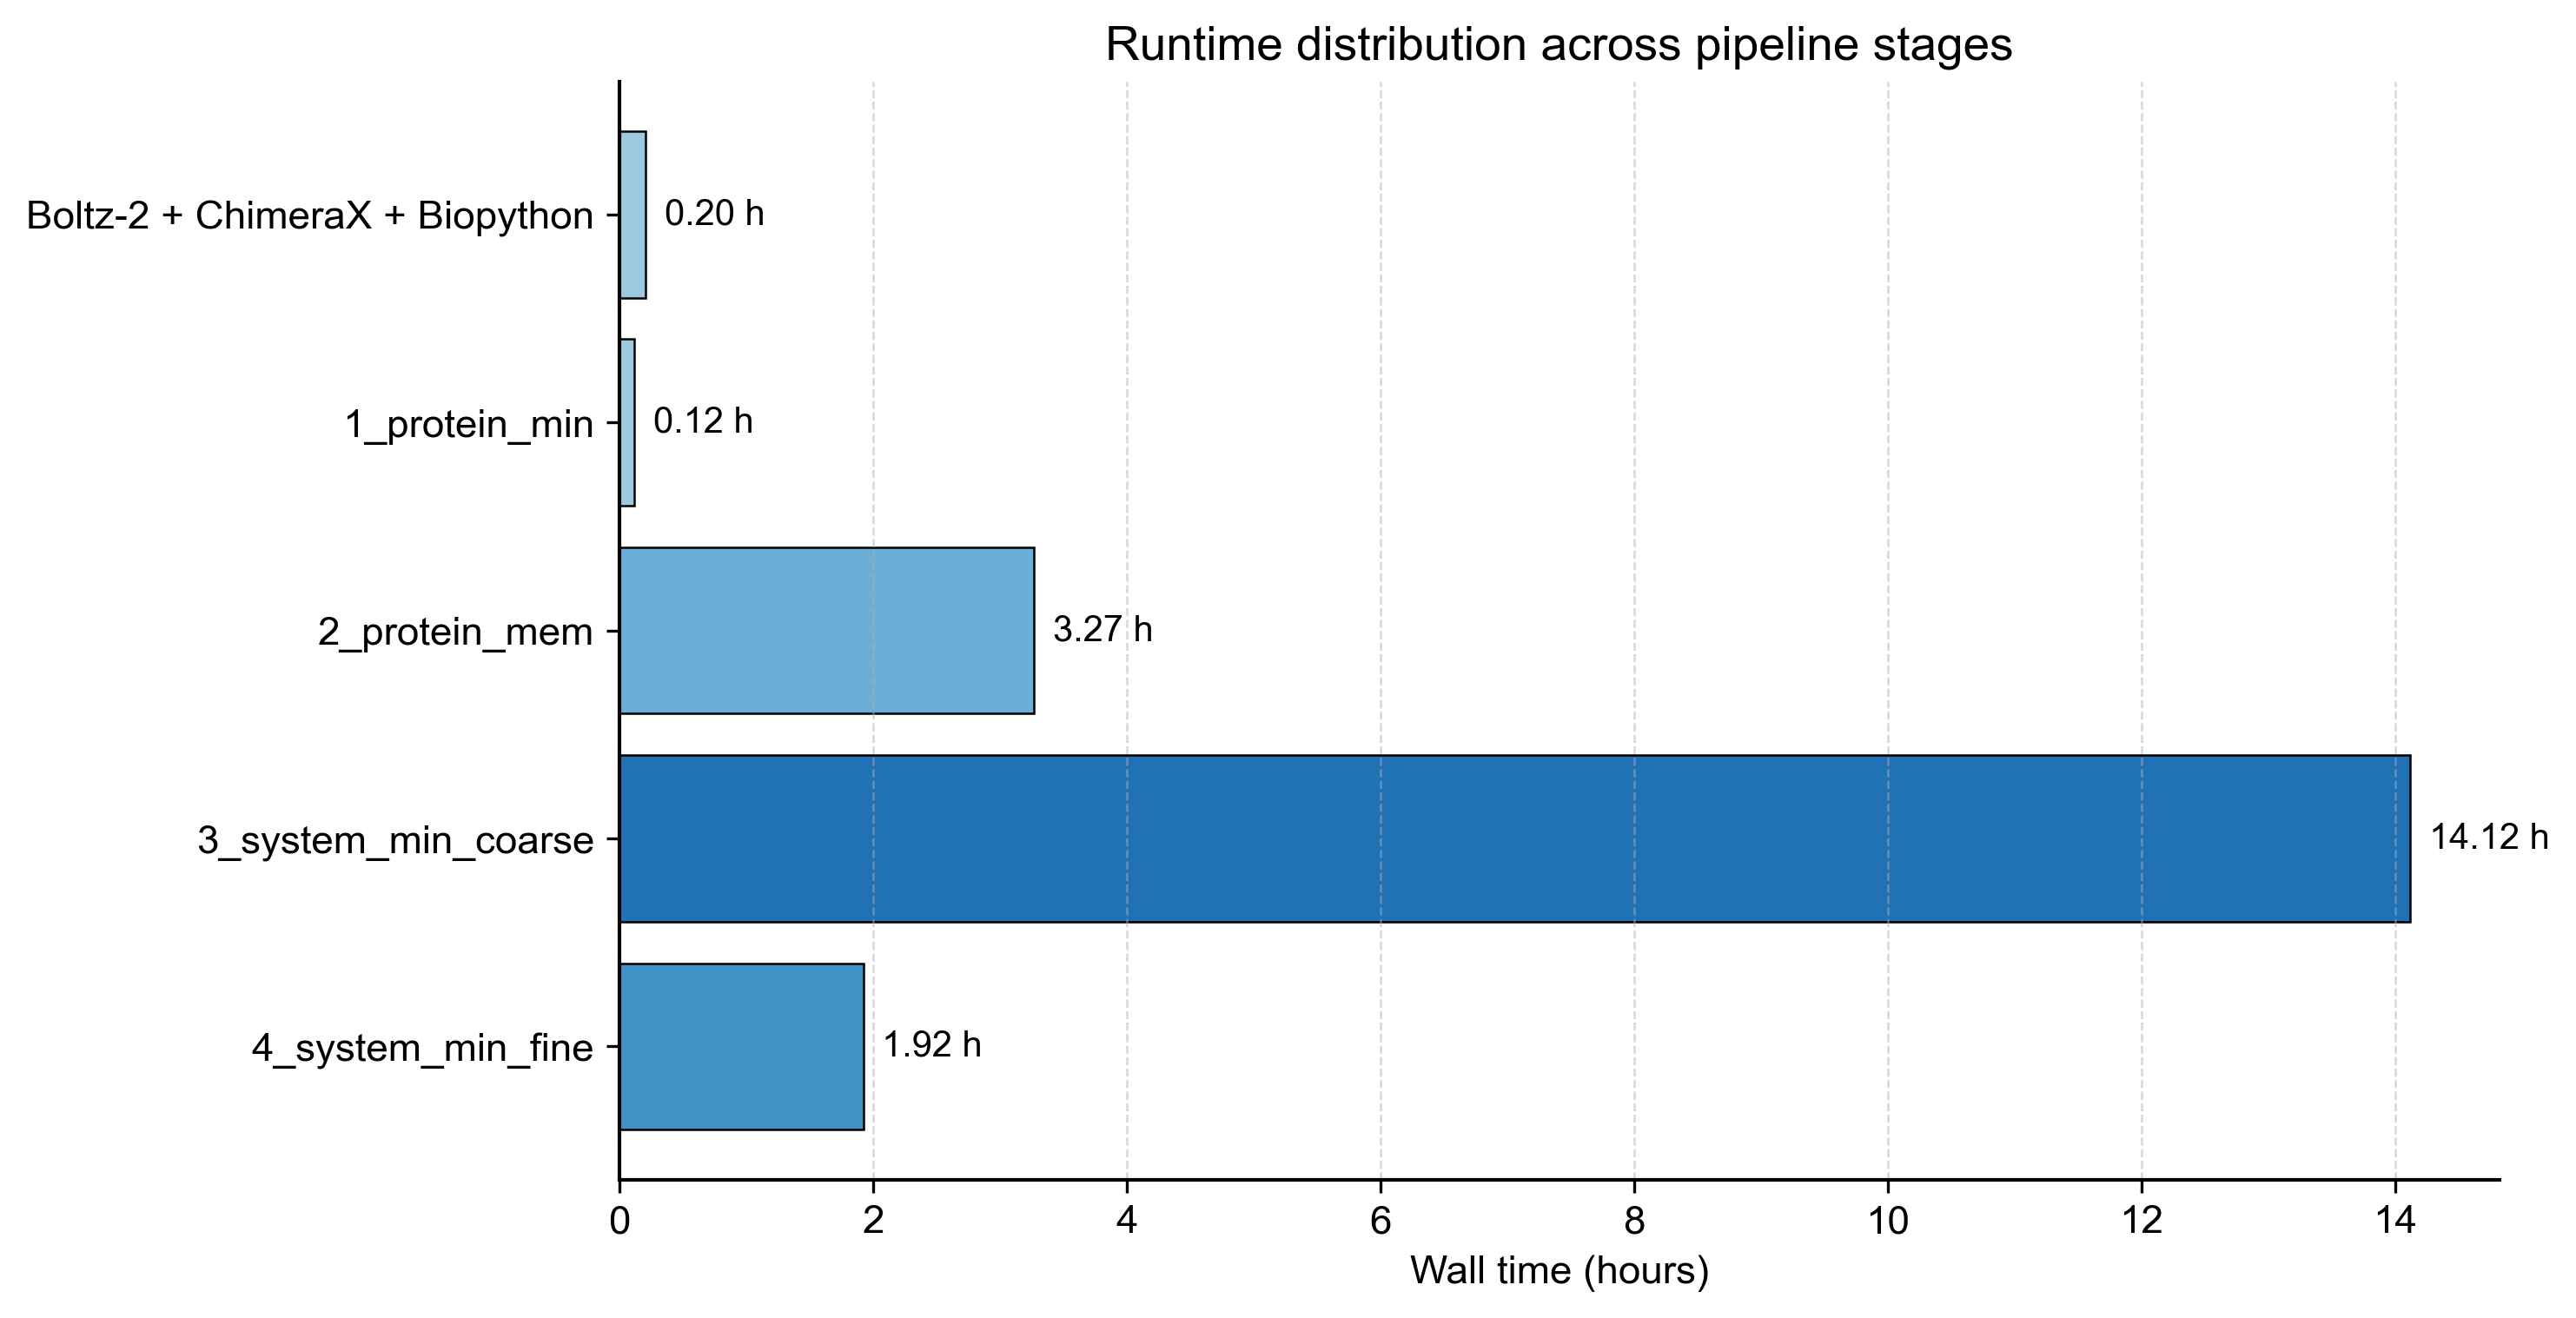 Runtime distribution across pipeline stages
Boltz-2 + ChimeraX + Biopython
0.20 h
1_protein_min
0.12 h
2_protein_mem
3.27 h
3_system_min_coarse
14.12 h
4_system_min_fine
1.92 h
0 2 4 6 8 10 12 14
Wall time (hours)